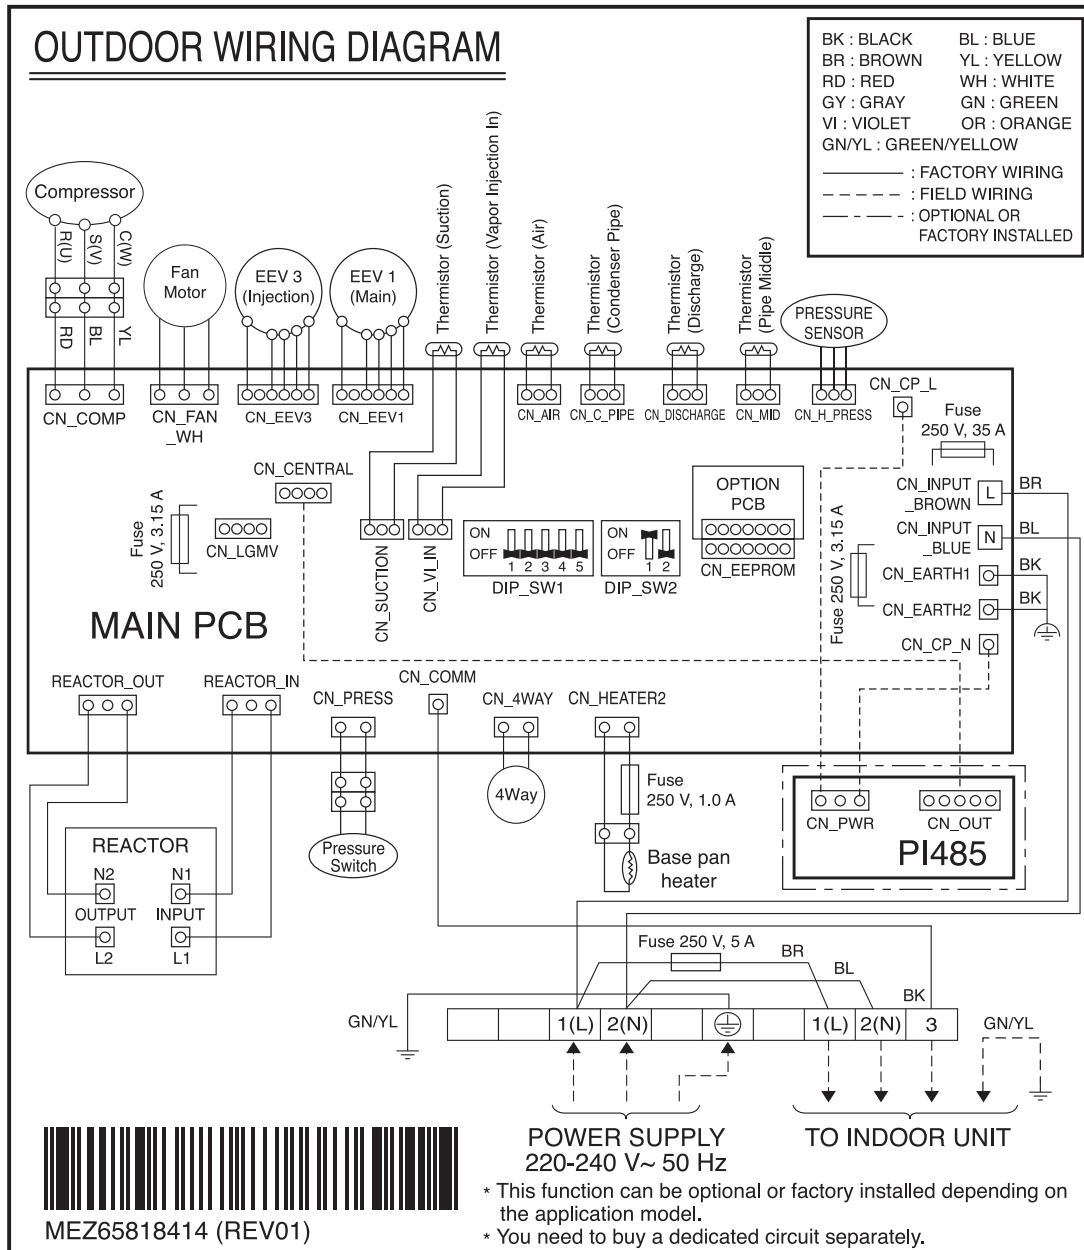 OUTDOOR WIRING DIAGRAM
BK : BLACK BL : BLUE
BR : BROWN YL : YELLOW
RD : RED WH : WHITE
GY : GRAY GN : GREEN
VI : VIOLET OR : ORANGE
GN/YL : GREEN/YELLOW
: FACTORY WIRING
: FIELD WIRING
: OPTIONAL OR
FACTORY INSTALLED
Compressor
R(U)
S(V)
C(W)
RD
BL
YL
Fan
Motor
EEV 3
(Injection)
EEV 1
(Main)
Thermistor (Suction)
Thermistor (Vapor Injection In)
Thermistor (Air)
Thermistor
(Condenser Pipe)
Thermistor
(Discharge)
Thermistor
(Pipe Middle)
PRESSURE
SENSOR
CN_COMP
CN_FAN
_WH
CN_EEV3
CN_EEV1
CN_AIR
CN_C_PIPE
CN_DISCHARGE
CN_MID
CN_H_PRESS
CN_CP_L
Fuse
250 V, 35 A
CN_CENTRAL
Fuse
250 V, 3.15 A
CN_LGMV
CN_SUCTION
CN_VI_IN
ON
OFF
1 2 3 4 5
DIP_SW1
ON
OFF
1 2
DIP_SW2
OPTION
PCB
CN_EEPROM
Fuse 250 V, 3.15 A
CN_INPUT
_BROWN
L
BR
CN_INPUT
_BLUE
N
BL
CN_EARTH1
BK
CN_EARTH2
BK
CN_CP_N
MAIN PCB
REACTOR_OUT
REACTOR_IN
CN_PRESS
CN_COMM
CN_4WAY
CN_HEATER2
Pressure
Switch
4Way
Fuse
250 V, 1.0 A
Base pan
heater
CN_PWR
CN_OUT
PI485
REACTOR
N2 N1
OUTPUT INPUT
L2 L1
Fuse 250 V, 5 A
BR
BL
BK
GN/YL
1(L) 2(N) 1(L) 2(N) 3
GN/YL
POWER SUPPLY
220-240 V~ 50 Hz
TO INDOOR UNIT
* This function can be optional or factory installed depending on
the application model.
* You need to buy a dedicated circuit separately.
MEZ65818414 (REV01)